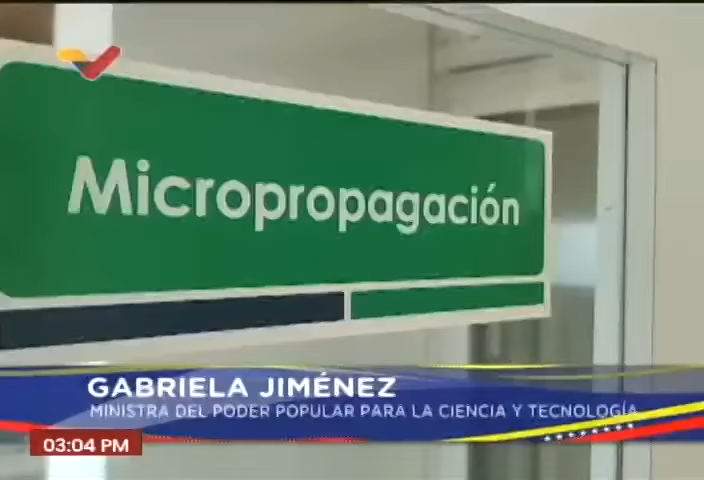 Micropropagación
GABRIELA JIMÉNEZ
MINISTRA DEL PODER POPULAR PARA LA CIENCIA Y TECNOLOGÍA
03:04 PM